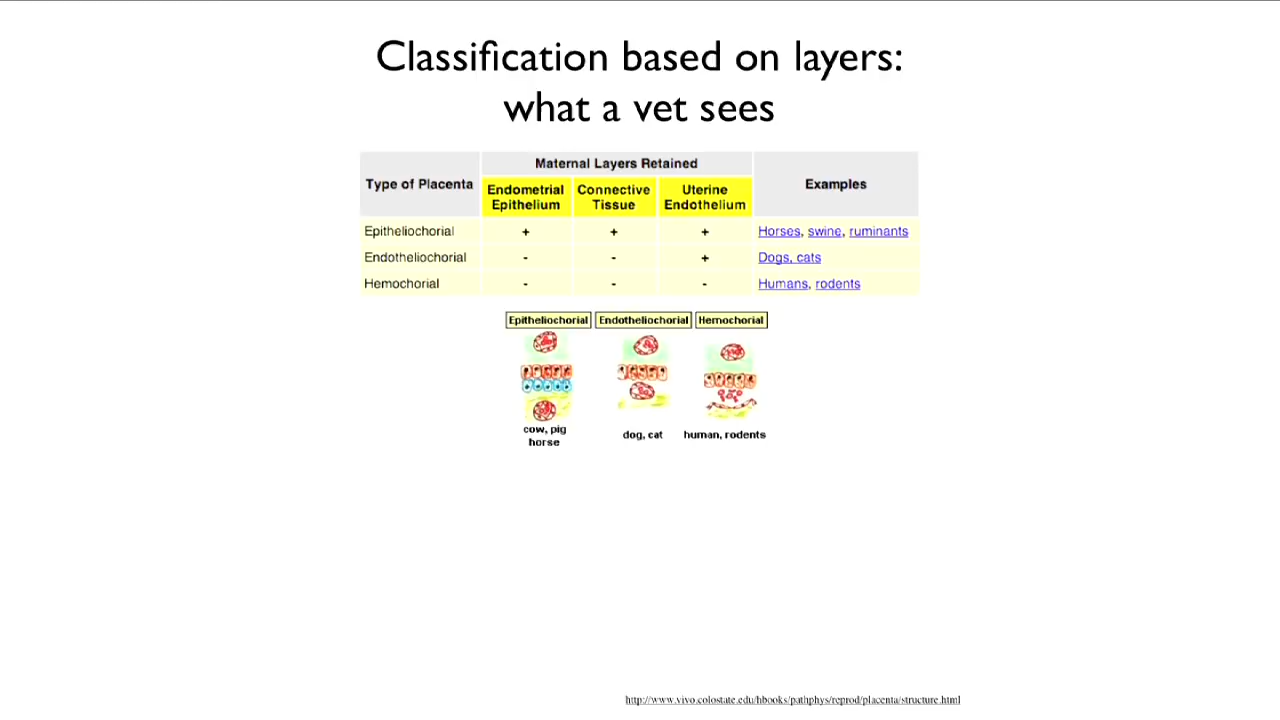 Classification based on layers:
what a vet sees
Type of Placenta
Maternal Layers Retained
Examples
Endometrial Epithelium
Connective Tissue
Uterine Endothelium
Epitheliochorial + + + Horses, swine, ruminants
Endotheliochorial - - + Dogs, cats
Hemochorial - - - Humans, rodents
Epitheliochorial Endotheliochorial Hemochorial
cow, pig
horse
dog, cat
human, rodents
http://www.vivo.colostate.edu/hbooks/pathphys/reprod/placenta/structure.html